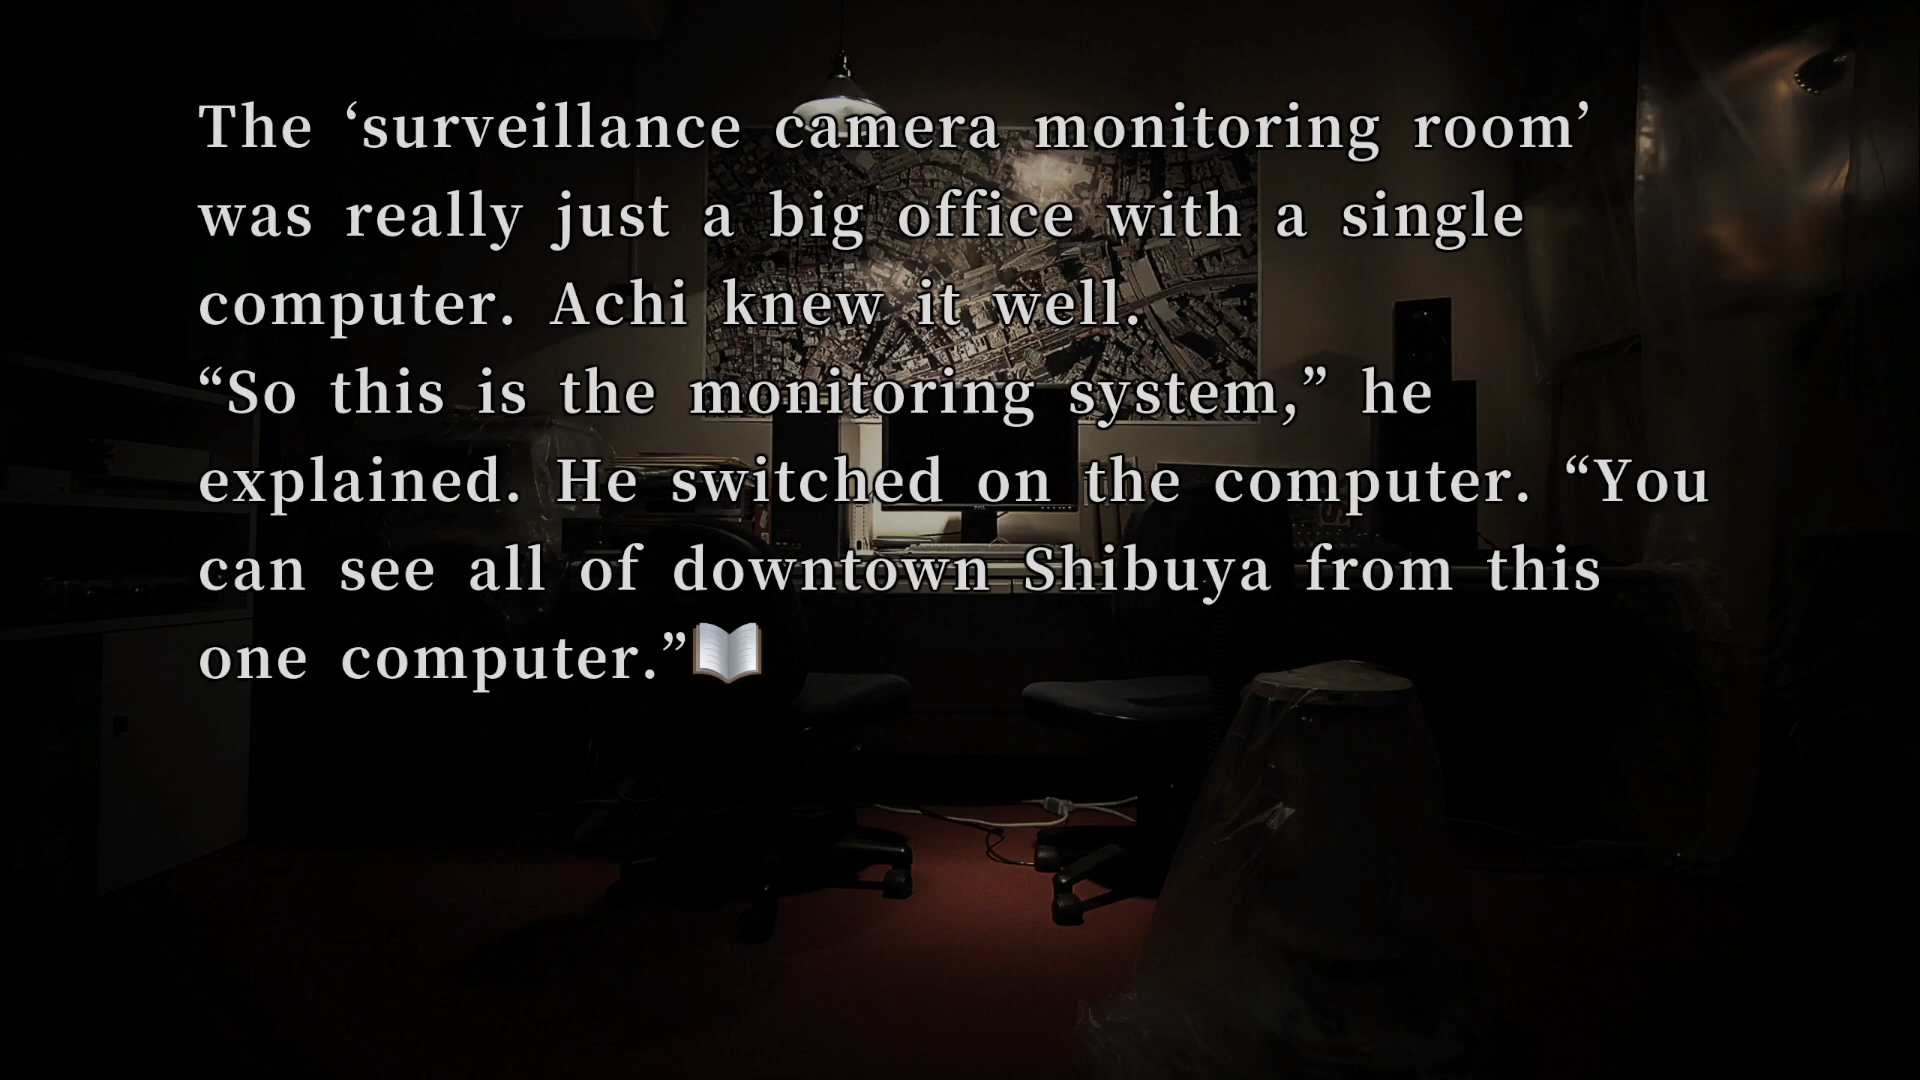 The ‘surveillance camera monitoring room’
was really just a big office with a single
computer. Achi knew it well.
“So this is the monitoring system,” he
explained. He switched on the computer. “You
can see all of downtown Shibuya from this
one computer.”